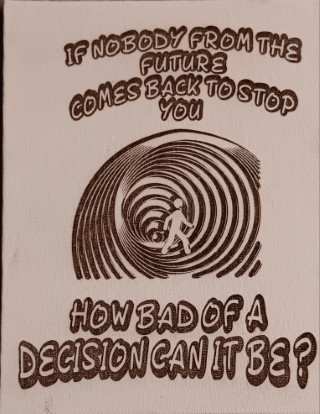 IF NOBODY FROM THE
FUTURE
COMES BACK TO STOP
YOU
HOW BAD OF A
DECISION CAN IT BE?